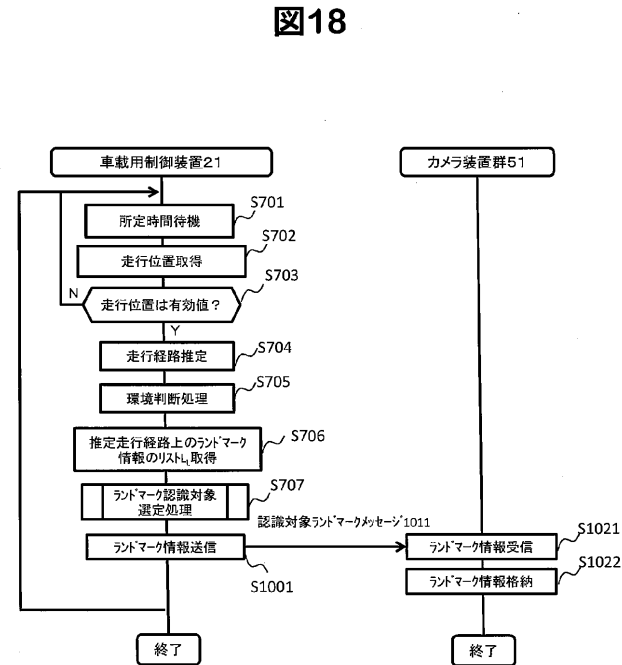 図18
車載用制御装置21
カメラ装置群51
所定時間待機
S701
走行位置取得
S702
走行位置は有効値？
S703
N
Y
走行経路推定
S704
環境判断処理
S705
推定走行経路上のﾗﾝﾄﾞﾏｰｸ
情報のリストLL取得
S706
ﾗﾝﾄﾞﾏｰｸ認識対象
選定処理
S707
認識対象ﾗﾝﾄﾞﾏｰｸﾒｯｾｰｼﾞ1011
ﾗﾝﾄﾞﾏｰｸ情報送信
S1001
ﾗﾝﾄﾞﾏｰｸ情報受信
S1021
ﾗﾝﾄﾞﾏｰｸ情報格納
S1022
終了
終了